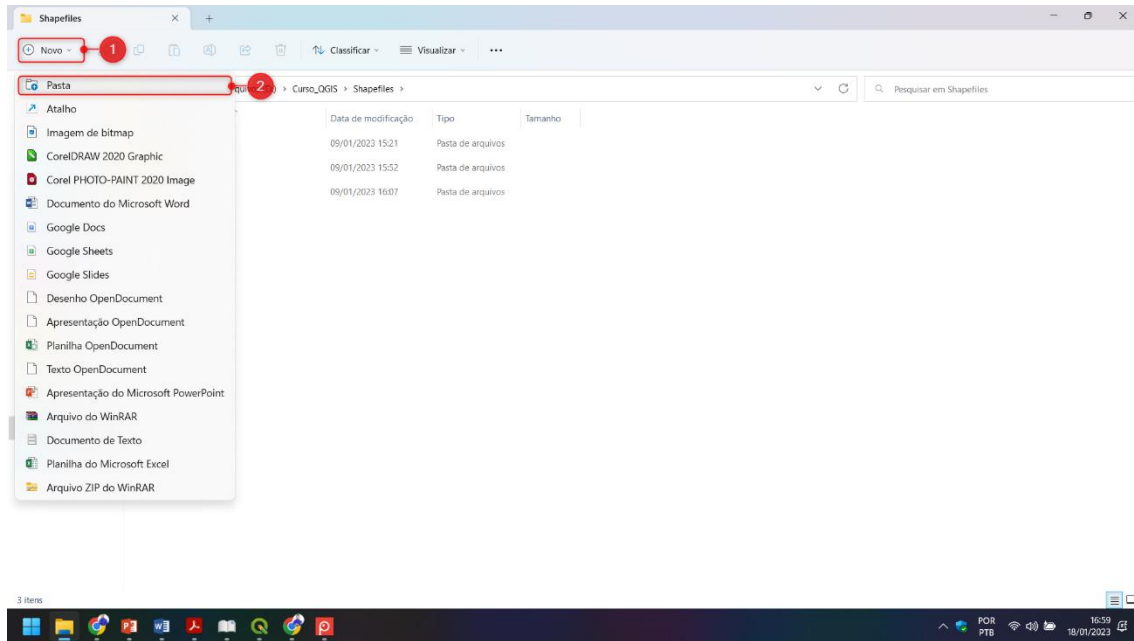 Shapefiles
Novo
1
Classificar
Visualizar
Pasta
2
Curso_QGIS > Shapefiles >
Pesquisar em Shapefiles
Atalho
Imagem de bitmap
CorelDRAW 2020 Graphic
Corel PHOTO-PAINT 2020 Image
Documento do Microsoft Word
Google Docs
Google Sheets
Google Slides
Desenho OpenDocument
Apresentação OpenDocument
Planilha OpenDocument
Texto OpenDocument
Apresentação do Microsoft PowerPoint
Arquivo do WinRAR
Documento de Texto
Planilha do Microsoft Excel
Arquivo ZIP do WinRAR
Data de modificação Tipo Tamanho
09/01/2023 15:21 Pasta de arquivos
09/01/2023 15:52 Pasta de arquivos
09/01/2023 16:07 Pasta de arquivos
3 itens
POR
PTB
16:59
18/01/2023